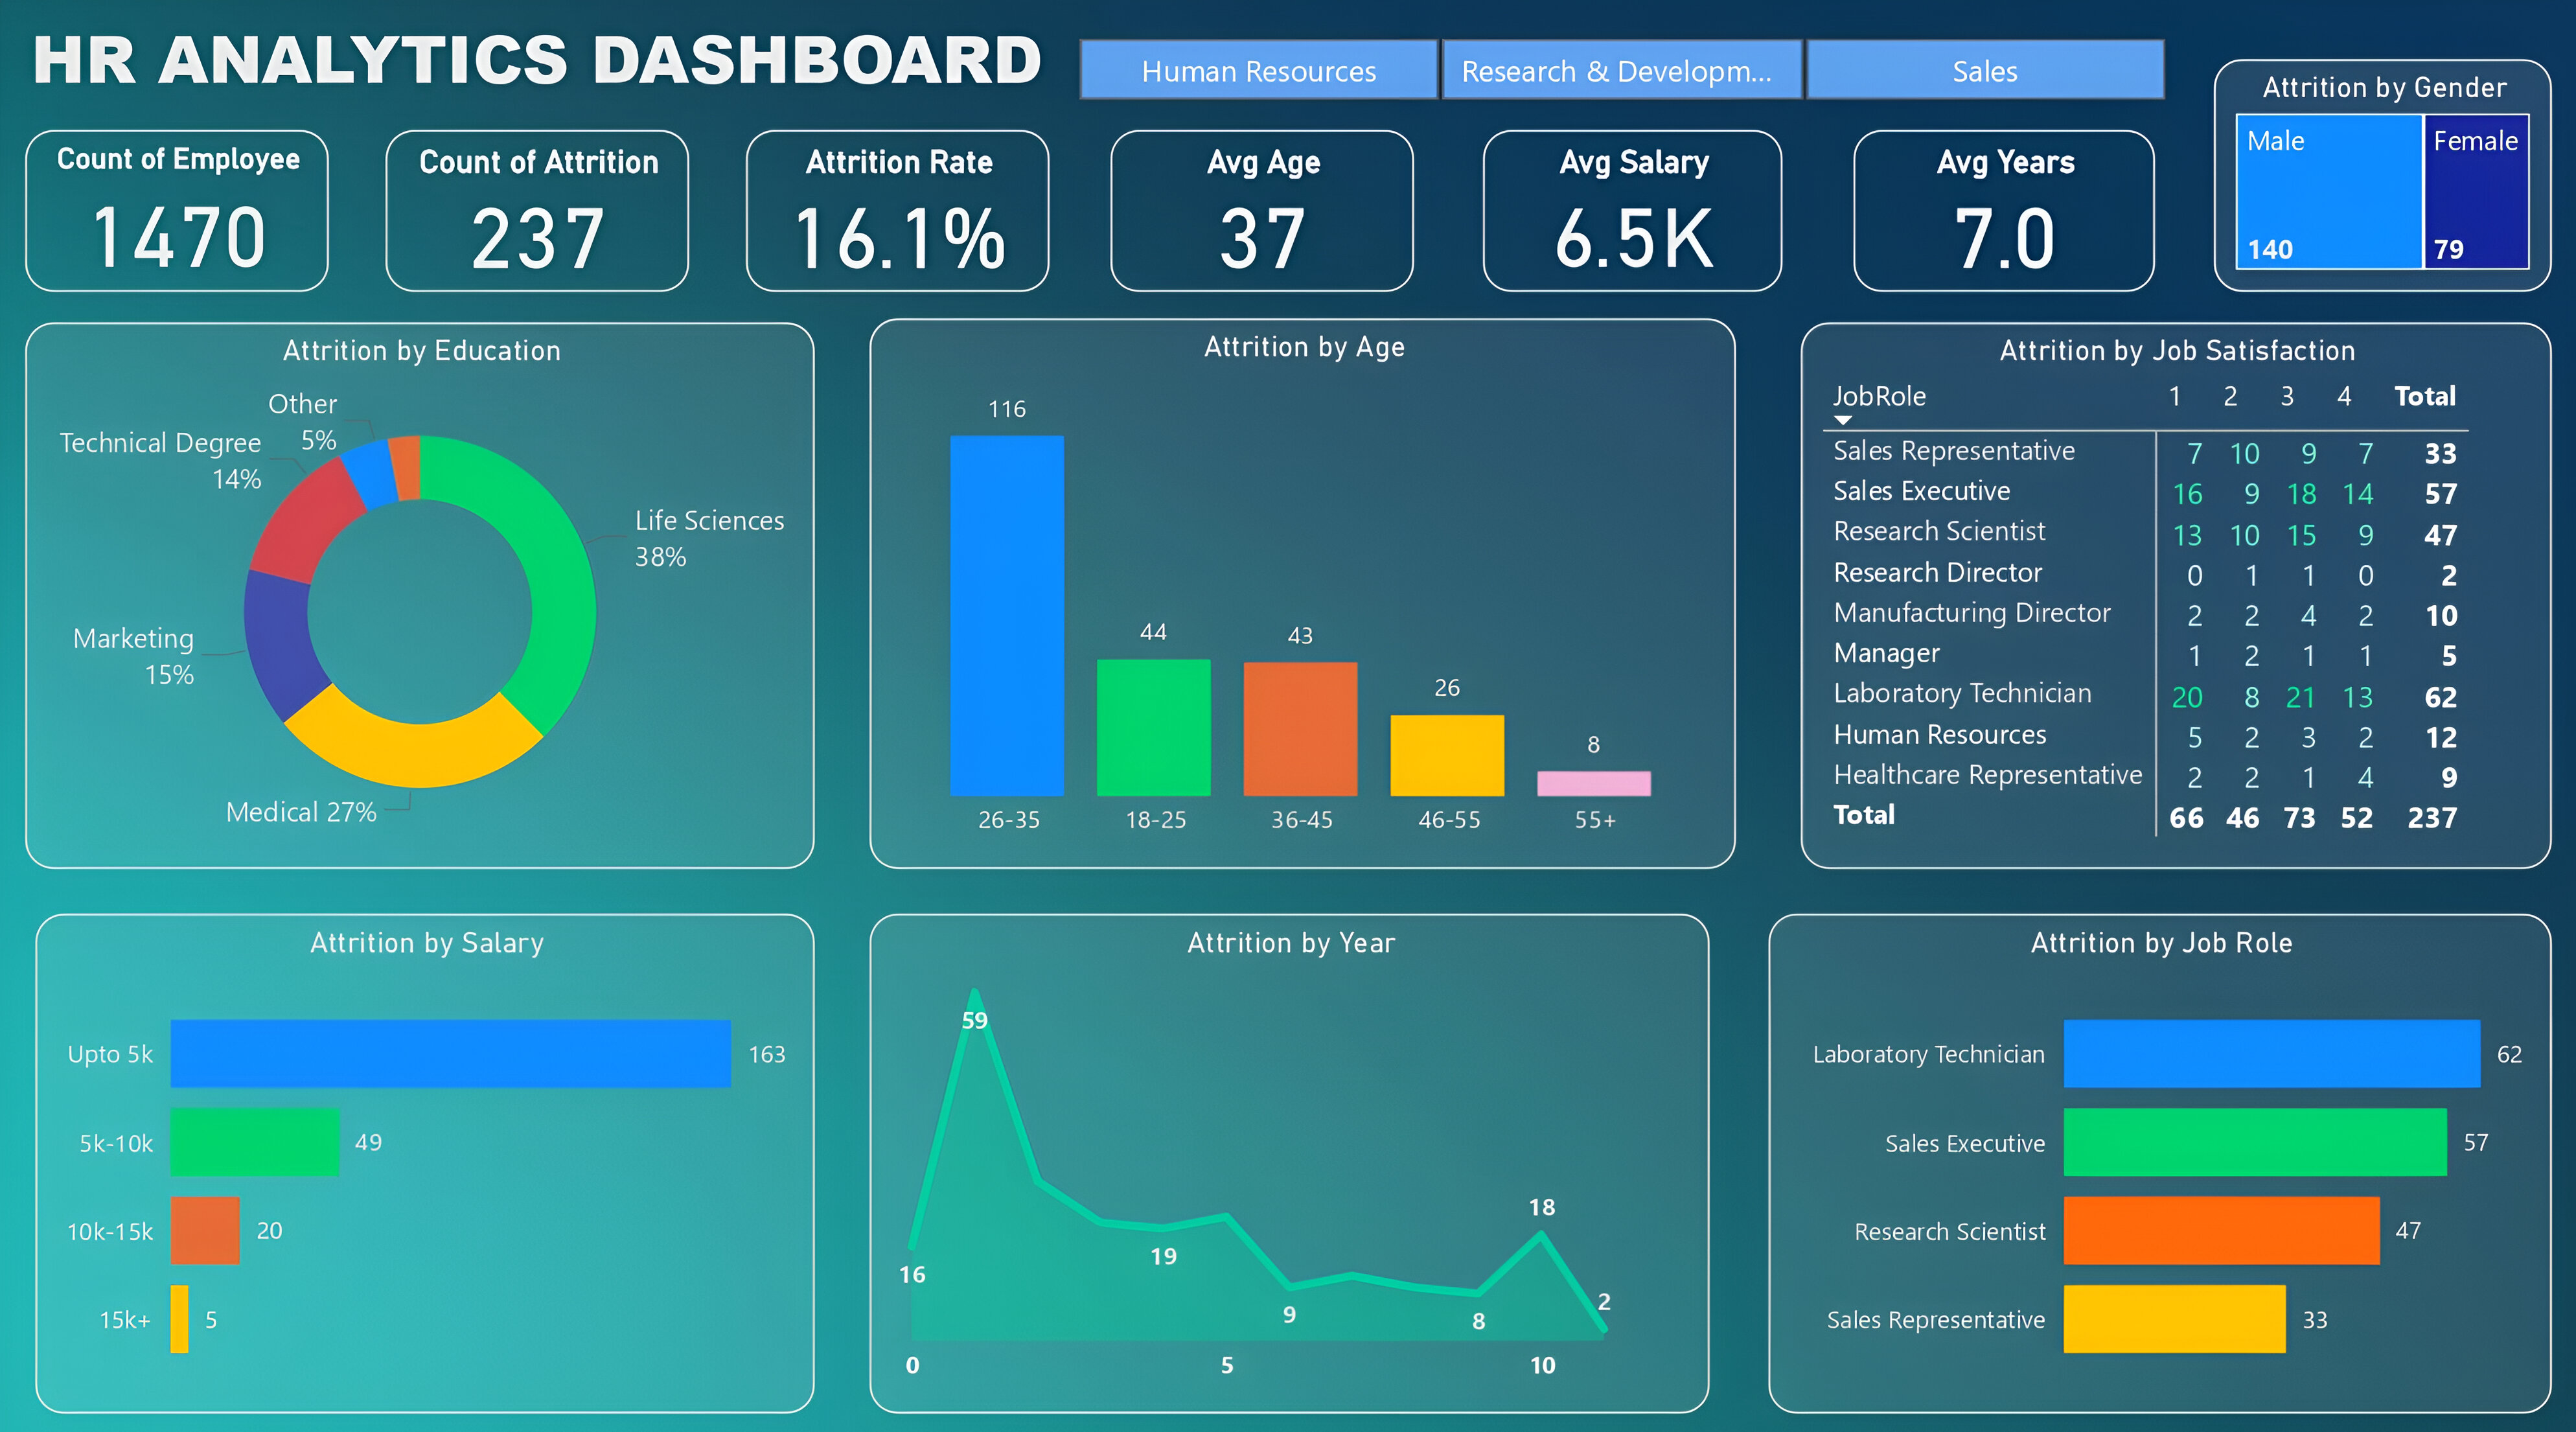 HR ANALYTICS DASHBOARD
Human Resources
Research & Developm...
Sales
Count of Employee
1470
Count of Attrition
237
Attrition Rate
16.1%
Avg Age
37
Avg Salary
6.5K
Avg Years
7.0
Attrition by Gender
Male
140
Female
79
Attrition by Education
Other
5%
Technical Degree
14%
Life Sciences
38%
Marketing
15%
Medical 27%
Attrition by Age
116
44
43
26
8
26-35 18-25 36-45 46-55 55+
Attrition by Job Satisfaction
JobRole 1 2 3 4 Total
Sales Representative 7 10 9 7 33
Sales Executive 16 9 18 14 57
Research Scientist 13 10 15 9 47
Research Director 0 1 1 0 2
Manufacturing Director 2 2 4 2 10
Manager 1 2 1 1 5
Laboratory Technician 20 8 21 13 62
Human Resources 5 2 3 2 12
Healthcare Representative 2 2 1 4 9
Total 66 46 73 52 237
Attrition by Salary
Upto 5k 163
5k-10k 49
10k-15k 20
15k+ 5
Attrition by Year
59
16
19
9
8
18
2
0 5 10
Attrition by Job Role
Laboratory Technician 62
Sales Executive 57
Research Scientist 47
Sales Representative 33